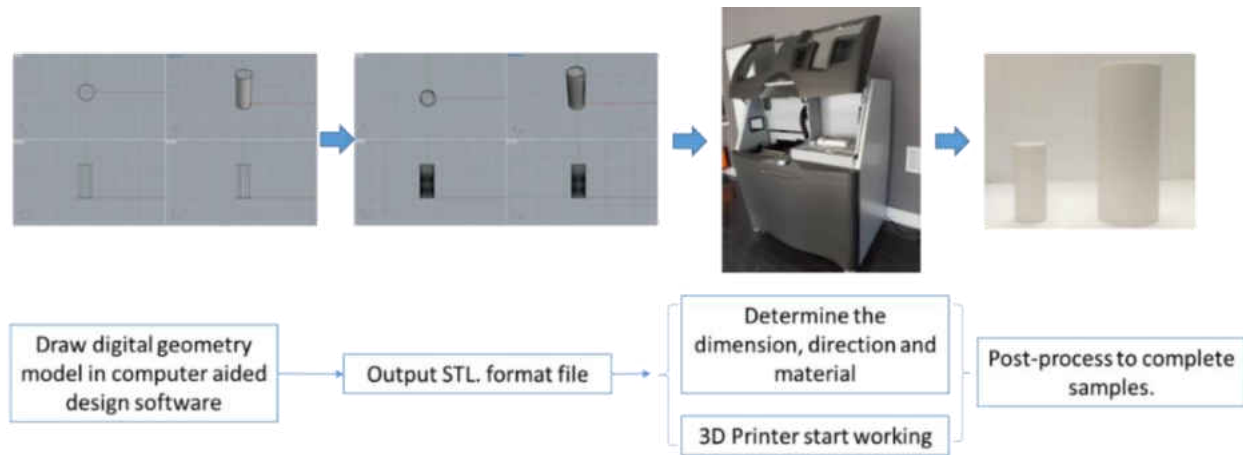 Draw digital geometry
model in computer aided
design software
Output STL. format file
Determine the
dimension, direction and
material
3D Printer start working
Post-process to complete
samples.